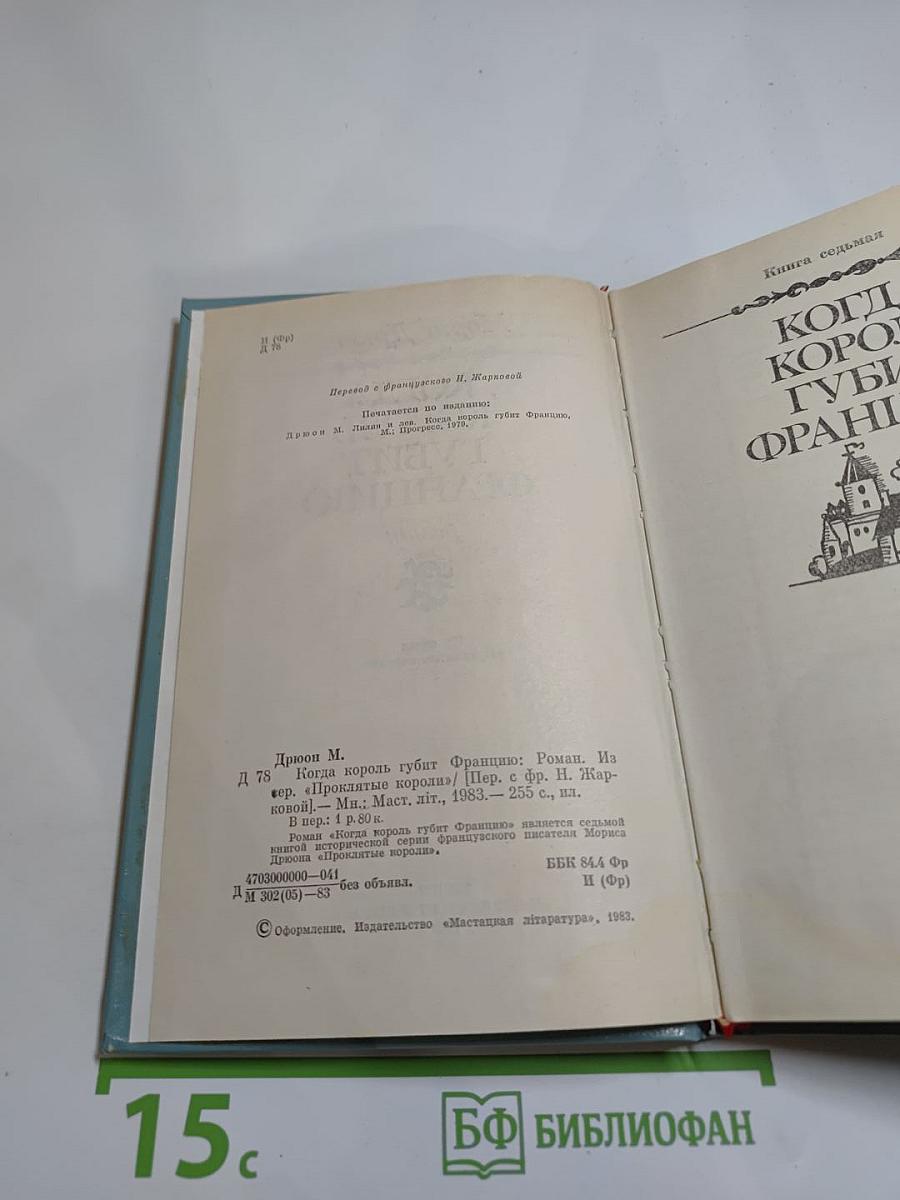 И (Фр)
Д 78
Перевод с французского Н. Жарковой
Печатается по изданию:
Дрюон М. Лилия и лев. Когда король губит Францию,
М.: Прогресс, 1979.
Дрюон М.
Д 78 Когда король губит Францию: Роман. Из
сер. «Проклятые короли»/ [Пер. с фр. Н. Жар-
ковой].— Мн.: Маст. літ., 1983.— 255 с., ил.
В пер.: 1 р. 80 к.
Роман «Когда король губит Францию» является седьмой
книгой исторической серии французского писателя Мориса
Дрюона «Проклятые короли».
Д 4703000000—041
М 302(05)—83 без объявл.
ББК 84.4 Фр
И (Фр)
© Оформление. Издательство «Мастацкая літаратура», 1983.
Книга седьмая
КОГД
КОРОЛ
ГУБИ
ФРАНЦ
15 с
БФ БИБЛИОФАН